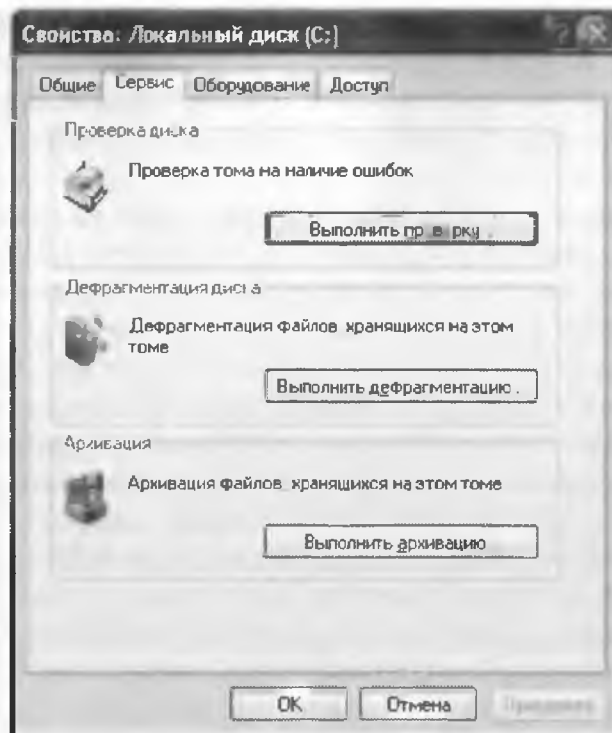 Свойства: Локальный диск (C:)
Общие Сервис Оборудование Доступ
Проверка диска
Проверка тома на наличие ошибок
Выполнить
Дефрагментация диска
Дефрагментация файлов, хранящихся на этом
томе
Выполнить дефрагментацию...
Архивация
Архивация файлов, хранящихся на этом томе
Выполнить архивацию
OK Отмена